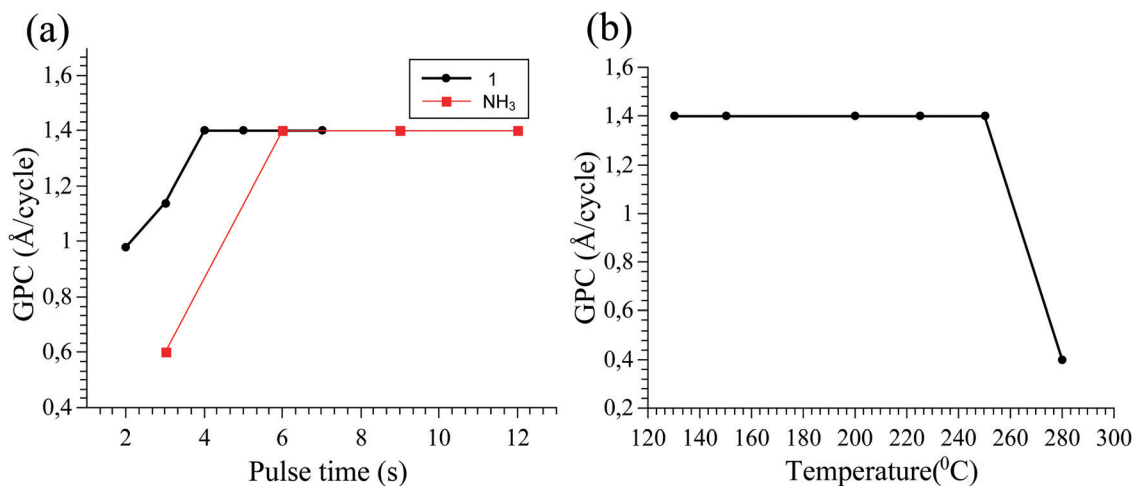 (a)
GPC (Å/cycle)
1,6
1,4
1,2
1
0,8
0,6
0,4
2 4 6 8 10 12
Pulse time (s)
1
NH₃
(b)
GPC (Å/cycle)
1,6
1,4
1,2
1
0,8
0,6
0,4
0,2
120 140 160 180 200 220 240 260 280 300
Temperature(⁰C)